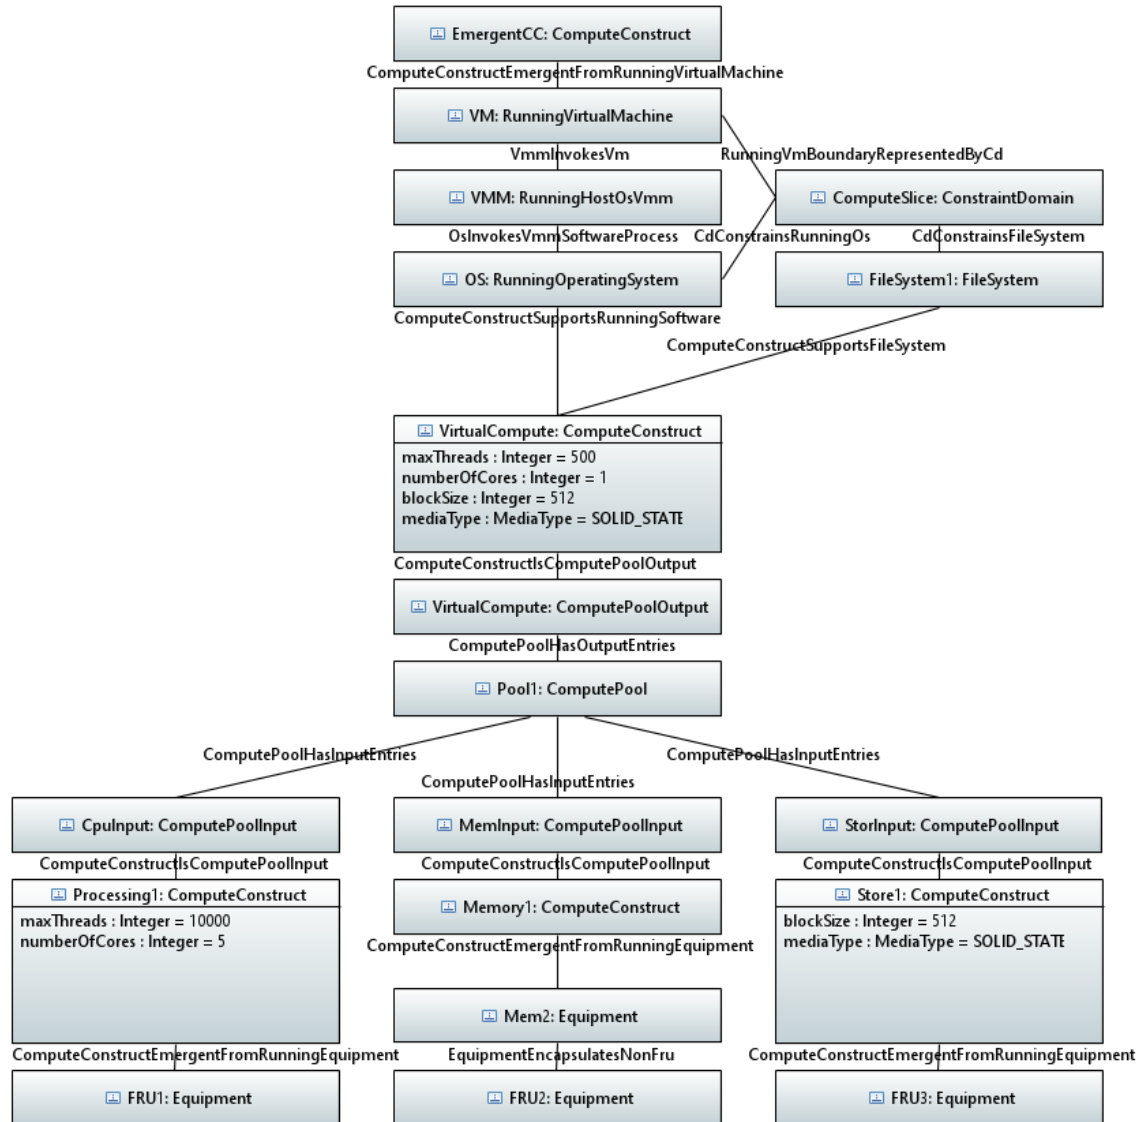 EmergentCC: ComputeConstruct
ComputeConstructEmergentFromRunningVirtualMachine
VM: RunningVirtualMachine
VmmInvokesVm
RunningVmBoundaryRepresentedByCd
VMM: RunningHostOsVmm
ComputeSlice: ConstraintDomain
OsInvokesVmmSoftwareProcess
CdConstrainsRunningOs
CdConstrainsFileSystem
OS: RunningOperatingSystem
FileSystem1: FileSystem
ComputeConstructSupportsRunningSoftware
ComputeConstructSupportsFileSystem
VirtualCompute: ComputeConstruct
maxThreads : Integer = 500
numberOfCores : Integer = 1
blockSize : Integer = 512
mediaType : MediaType = SOLID_STATE
ComputeConstructIsComputePoolOutput
VirtualCompute: ComputePoolOutput
ComputePoolHasOutputEntries
Pool1: ComputePool
ComputePoolHasInputEntries
ComputePoolHasInputEntries
ComputePoolHasInputEntries
CpuInput: ComputePoolInput
MemInput: ComputePoolInput
StorInput: ComputePoolInput
ComputeConstructIsComputePoolInput
ComputeConstructIsComputePoolInput
ComputeConstructIsComputePoolInput
Processing1: ComputeConstruct
maxThreads : Integer = 10000
numberOfCores : Integer = 5
Memory1: ComputeConstruct
Store1: ComputeConstruct
blockSize : Integer = 512
mediaType : MediaType = SOLID_STATE
ComputeConstructEmergentFromRunningEquipment
Mem2: Equipment
ComputeConstructEmergentFromRunningEquipment
EquipmentEncapsulatesNonFru
ComputeConstructEmergentFromRunningEquipment
FRU1: Equipment
FRU2: Equipment
FRU3: Equipment